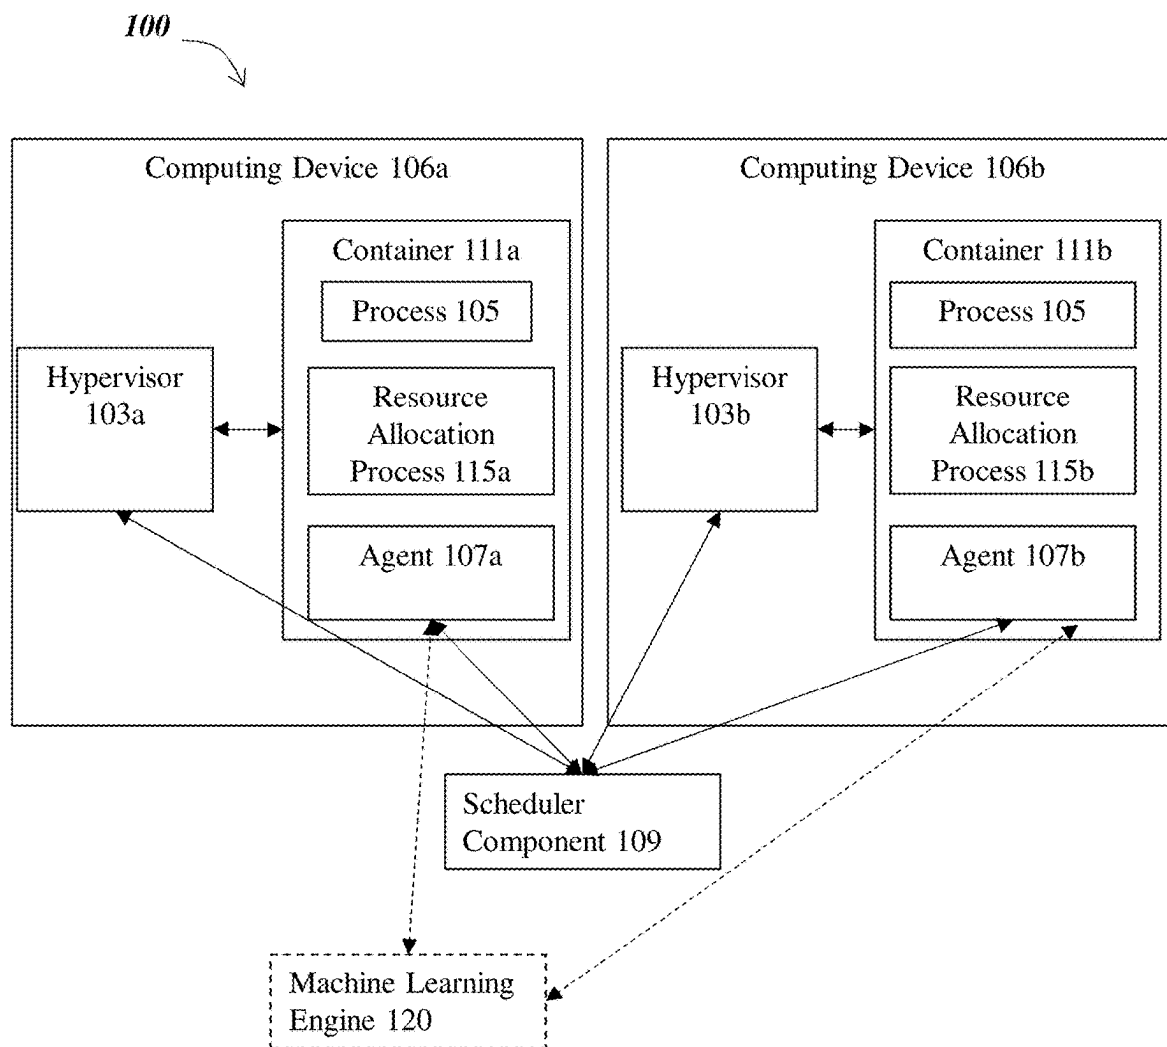 100
Computing Device 106a
Container 111a
Process 105
Hypervisor
103a
Resource
Allocation
Process 115a
Agent 107a
Computing Device 106b
Container 111b
Process 105
Hypervisor
103b
Resource
Allocation
Process 115b
Agent 107b
Scheduler
Component 109
Machine Learning
Engine 120